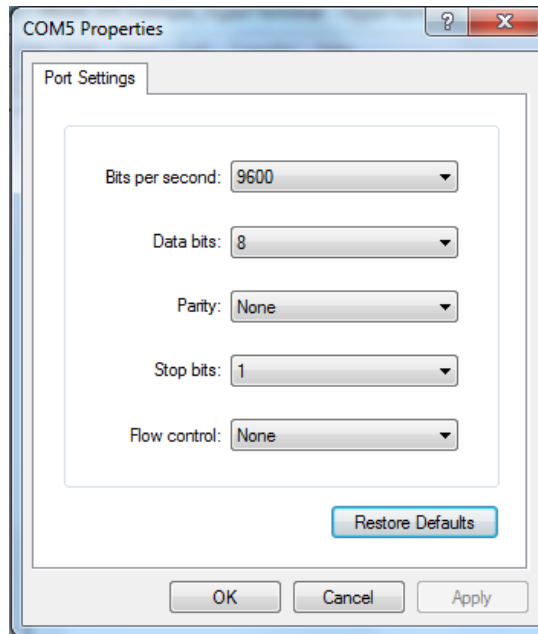 COM5 Properties
Port Settings
Bits per second: 9600
Data bits: 8
Parity: None
Stop bits: 1
Flow control: None
Restore Defaults
OK Cancel Apply